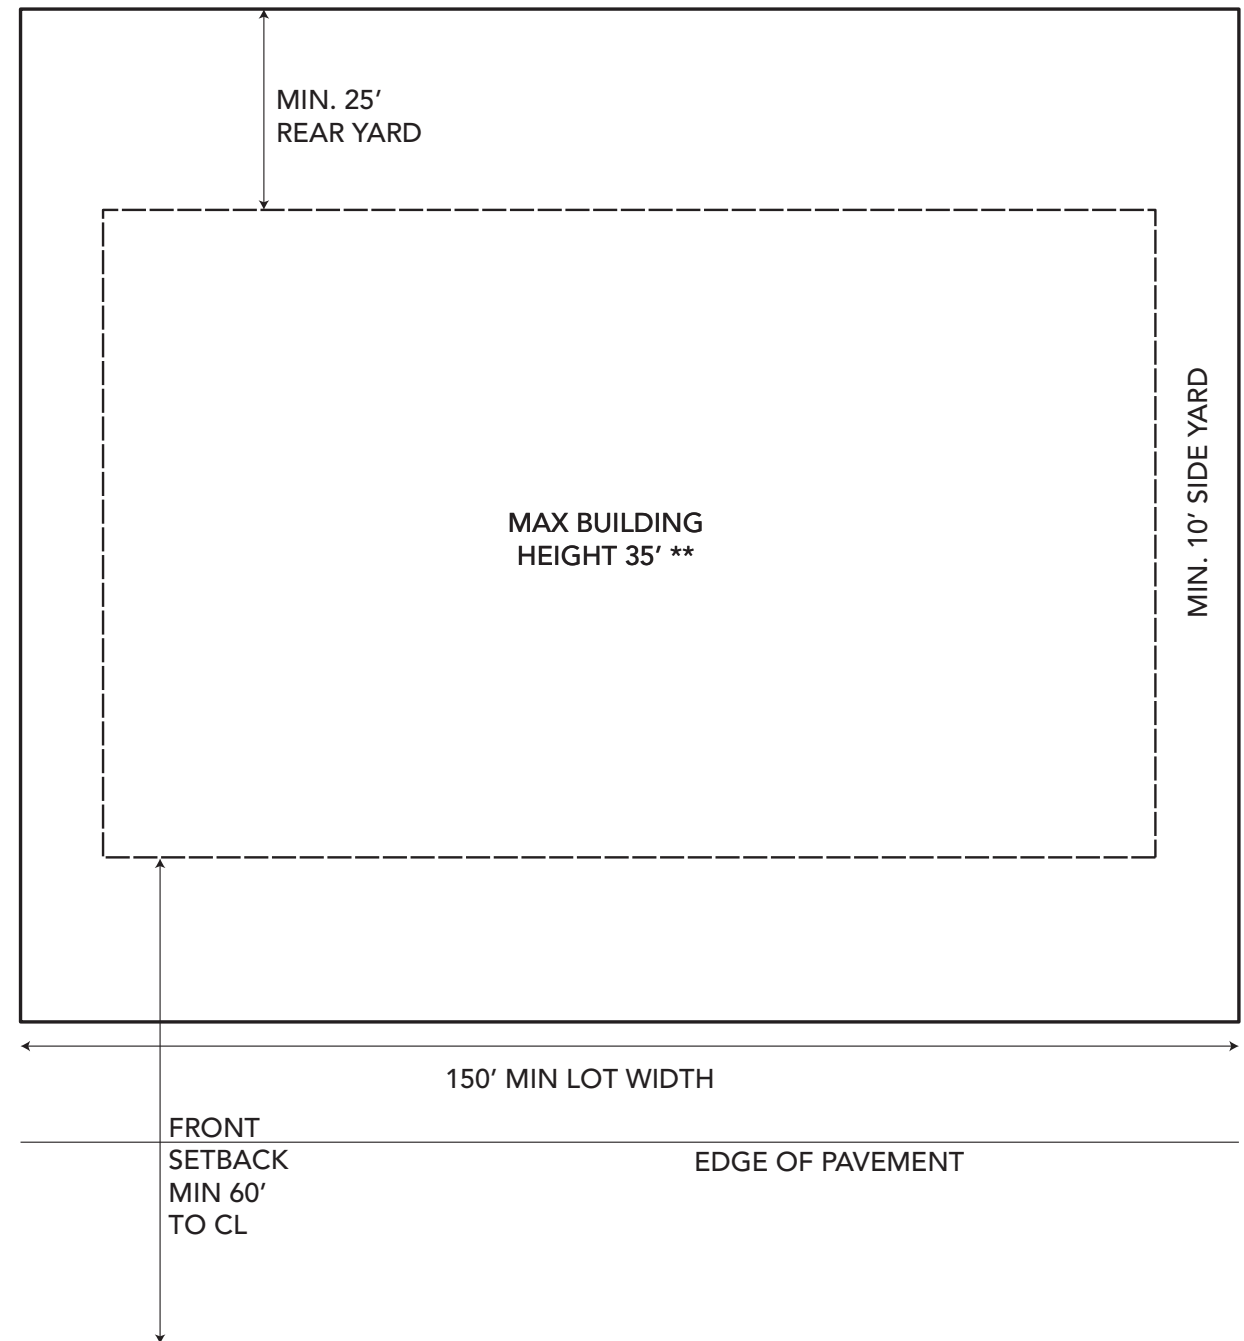 MIN. 25’
REAR YARD
MIN. 10’ SIDE YARD
MAX BUILDING
HEIGHT 35’ **
150’ MIN LOT WIDTH
FRONT
SETBACK
MIN 60’
TO CL
EDGE OF PAVEMENT